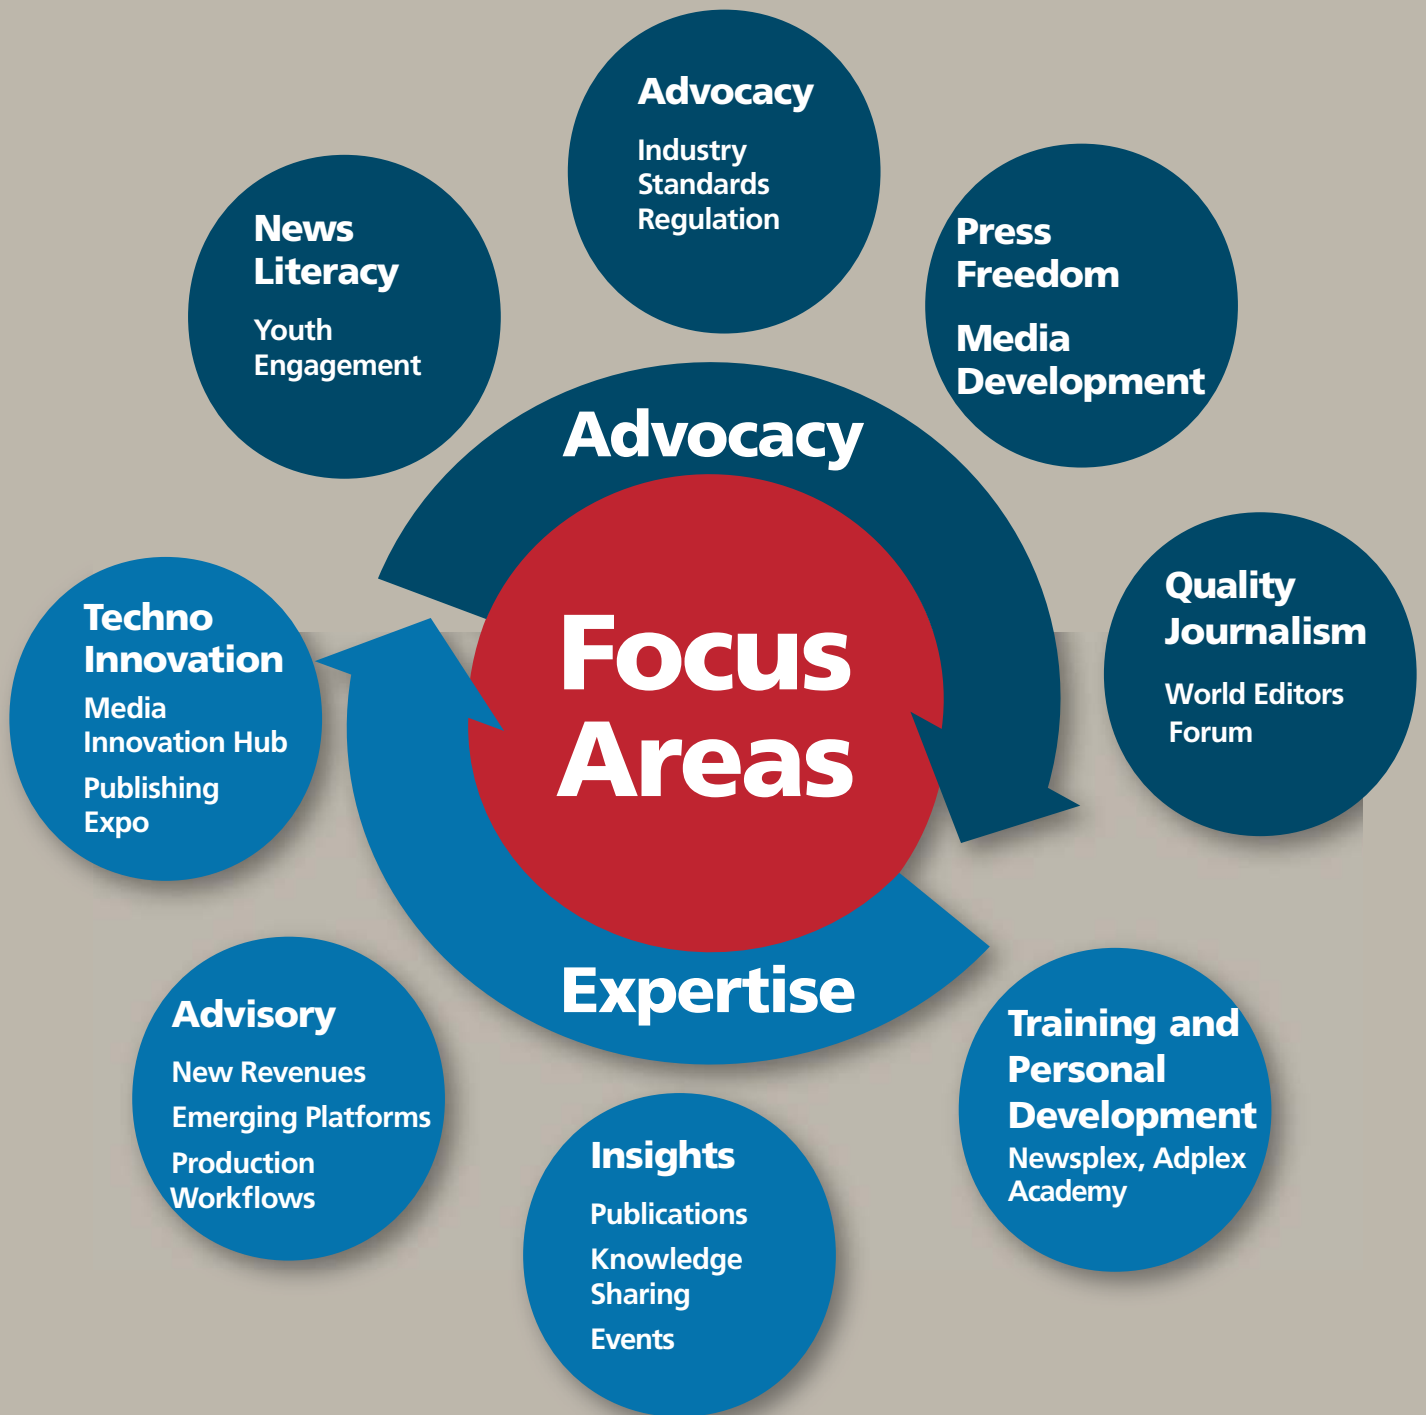 Advocacy
Industry
Standards
Regulation
News
Literacy
Youth
Engagement
Press
Freedom
Media
Development
Advocacy
Quality
Journalism
World Editors
Forum
Techno
Innovation
Media
Innovation Hub
Publishing
Expo
Focus
Areas
Expertise
Advisory
New Revenues
Emerging Platforms
Production
Workflows
Training and
Personal
Development
Newsplex, Adplex
Academy
Insights
Publications
Knowledge
Sharing
Events